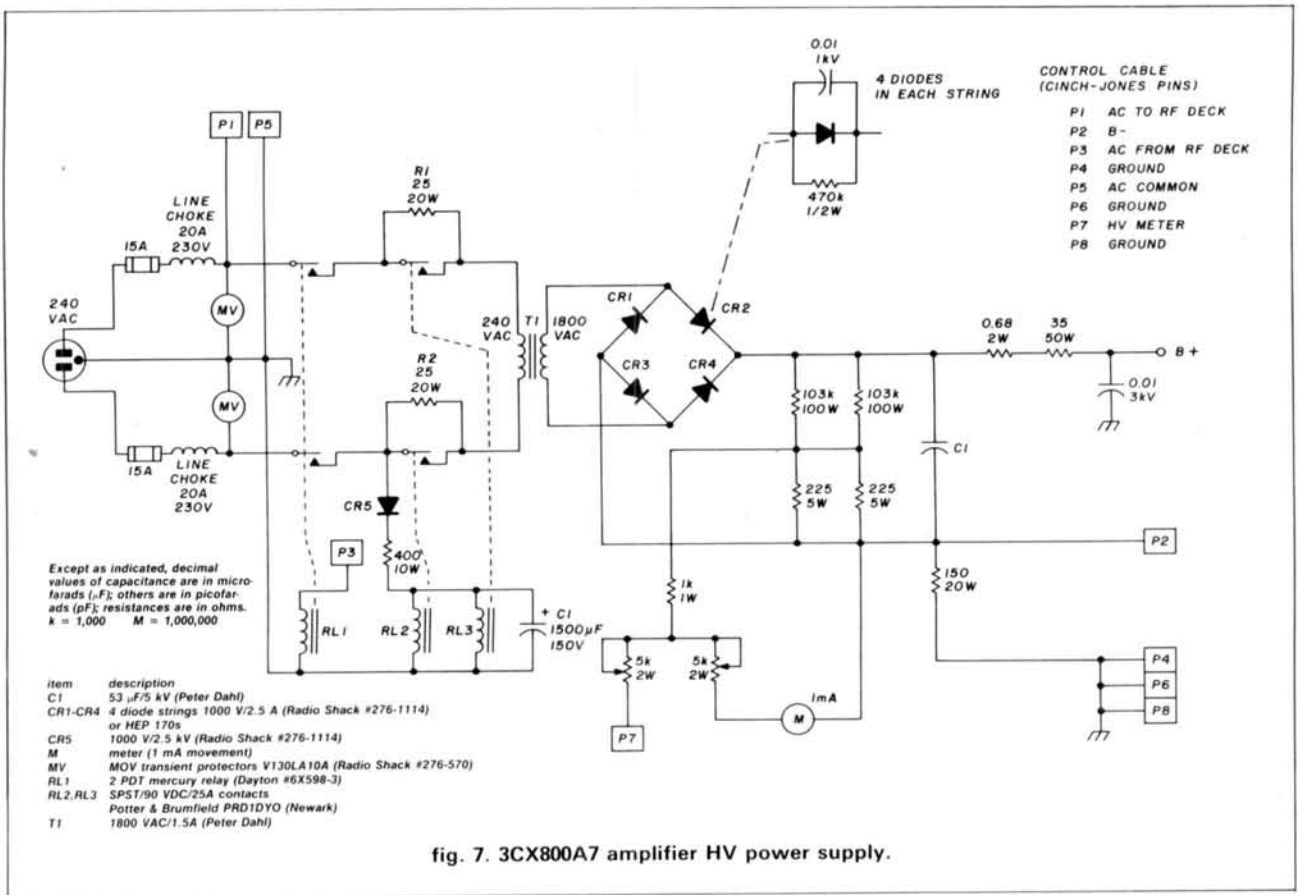 0.01
1kV
4 DIODES
IN EACH STRING
470k
1/2W
CONTROL CABLE
(CINCH-JONES PINS)
P1 AC TO RF DECK
P2 B-
P3 AC FROM RF DECK
P4 GROUND
P5 AC COMMON
P6 GROUND
P7 HV METER
P8 GROUND
P1
P5
R1
25
20W
LINE
CHOKE
20A
230V
15A
MV
240
VAC
MV
15A
LINE
CHOKE
20A
230V
R2
25
20W
240
VAC
T1
1800
VAC
CR1
CR2
CR3
CR4
0.68
2W
35
50W
B+
0.01
3kV
103k
100W
103k
100W
C1
225
5W
225
5W
P2
CR5
400
10W
P3
RL1
RL2
RL3
+ C1
1500µF
150V
1k
1W
150
20W
5k
2W
5k
2W
1mA
M
P7
P4
P6
P8
Except as indicated, decimal
values of capacitance are in micro-
farads (µF); others are in picofar-
ads (pF); resistances are in ohms.
k = 1,000 M = 1,000,000
item description
C1 53 µF/5 kV (Peter Dahl)
CR1-CR4 4 diode strings 1000 V/2.5 A (Radio Shack #276-1114)
or HEP 170s
CR5 1000 V/2.5 kV (Radio Shack #276-1114)
M meter (1 mA movement)
MV MOV transient protectors V130LA10A (Radio Shack #276-570)
RL1 2 PDT mercury relay (Dayton #6X598-3)
RL2,RL3 SPST/90 VDC/25A contacts
Potter & Brumfield PRD1DYO (Newark)
T1 1800 VAC/1.5A (Peter Dahl)
fig. 7. 3CX800A7 amplifier HV power supply.